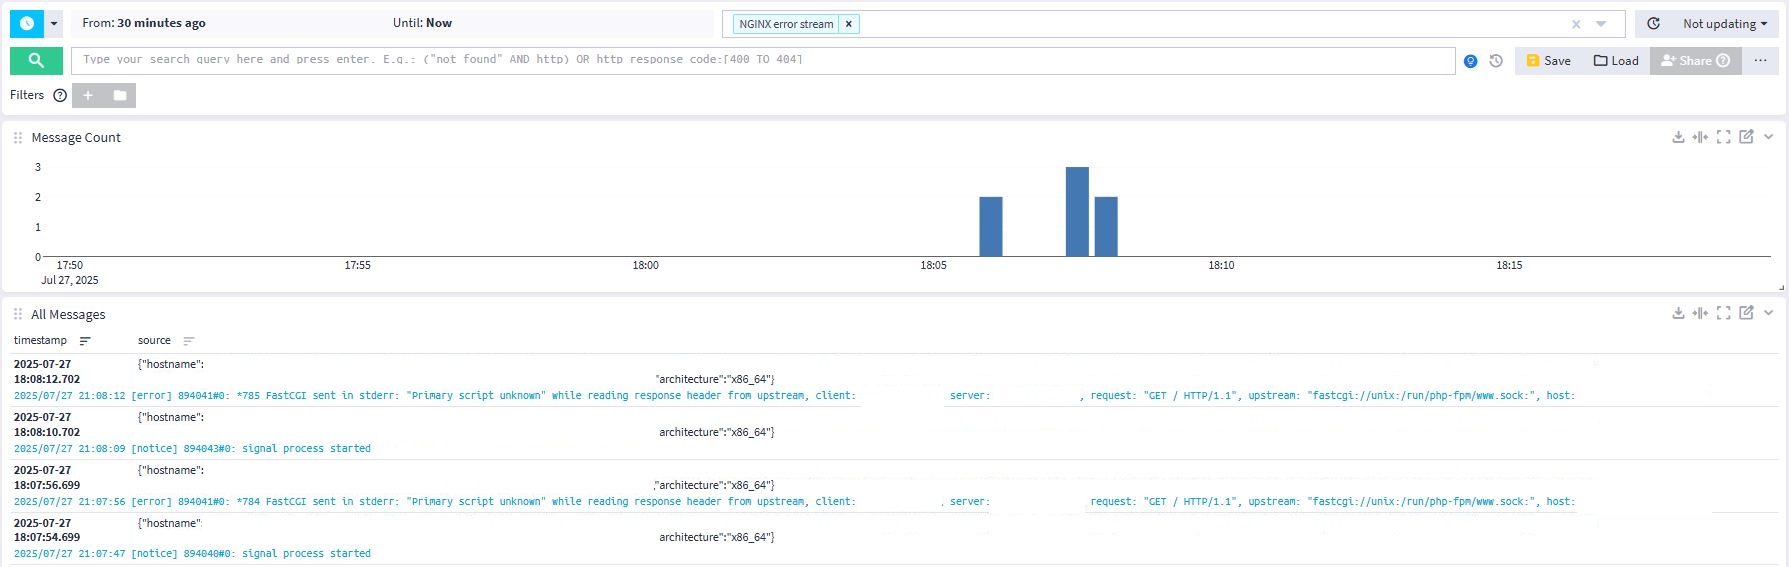 From: 30 minutes ago Until: Now NGINX error stream × Not updating
Type your search query here and press enter. E.g.: ("not found" AND http) OR http response code:[400 TO 404] Save Load Share ...
Filters
Message Count
3
2
1
0
17:50 17:55 18:00 18:05 18:10 18:15
Jul 27, 2025
All Messages
timestamp source
2025-07-27 {"hostname":
18:08:12.702 "architecture":"x86_64"}
2025/07/27 21:08:12 [error] 894041#0: *785 FastCGI sent in stderr: "Primary script unknown" while reading response header from upstream, client: server: , request: "GET / HTTP/1.1", upstream: "fastcgi://unix:/run/php-fpm/www.sock:", host:
2025-07-27 {"hostname":
18:08:10.702 architecture":"x86_64"}
2025/07/27 21:08:09 [notice] 894043#0: signal process started
2025-07-27 {"hostname":
18:07:56.699 ,"architecture":"x86_64"}
2025/07/27 21:07:56 [error] 894041#0: *784 FastCGI sent in stderr: "Primary script unknown" while reading response header from upstream, client: , server: request: "GET / HTTP/1.1", upstream: "fastcgi://unix:/run/php-fpm/www.sock:", host:
2025-07-27 {"hostname"
18:07:54.699 architecture":"x86_64"}
2025/07/27 21:07:47 [notice] 894040#0: signal process started